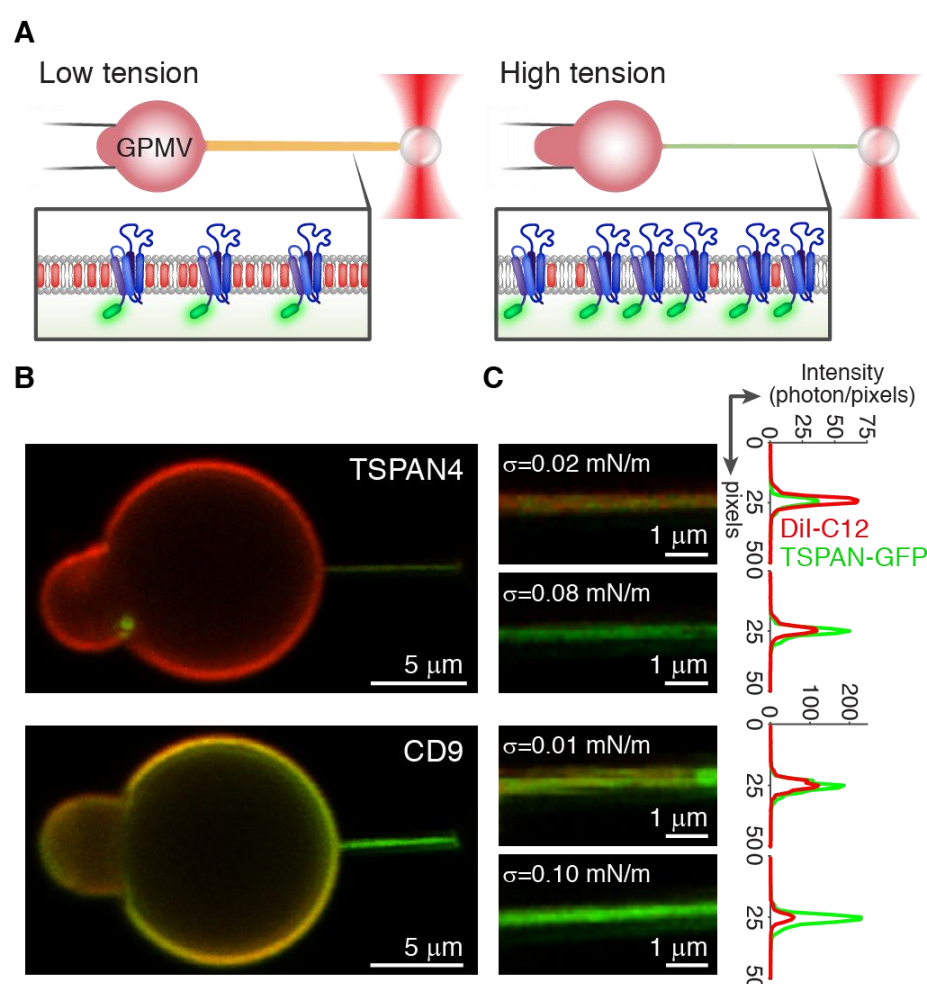 A
Low tension
High tension
GPMV
B
C
Intensity
(photon/pixels)
0 25 50 75
pixels
TSPAN4
5 μm
σ=0.02 mN/m
1 μm
0 25 50
DiI-C12
TSPAN-GFP
σ=0.08 mN/m
1 μm
0 25 50
CD9
5 μm
0 100 200
σ=0.01 mN/m
1 μm
0 25 50
σ=0.10 mN/m
1 μm
0 25 50